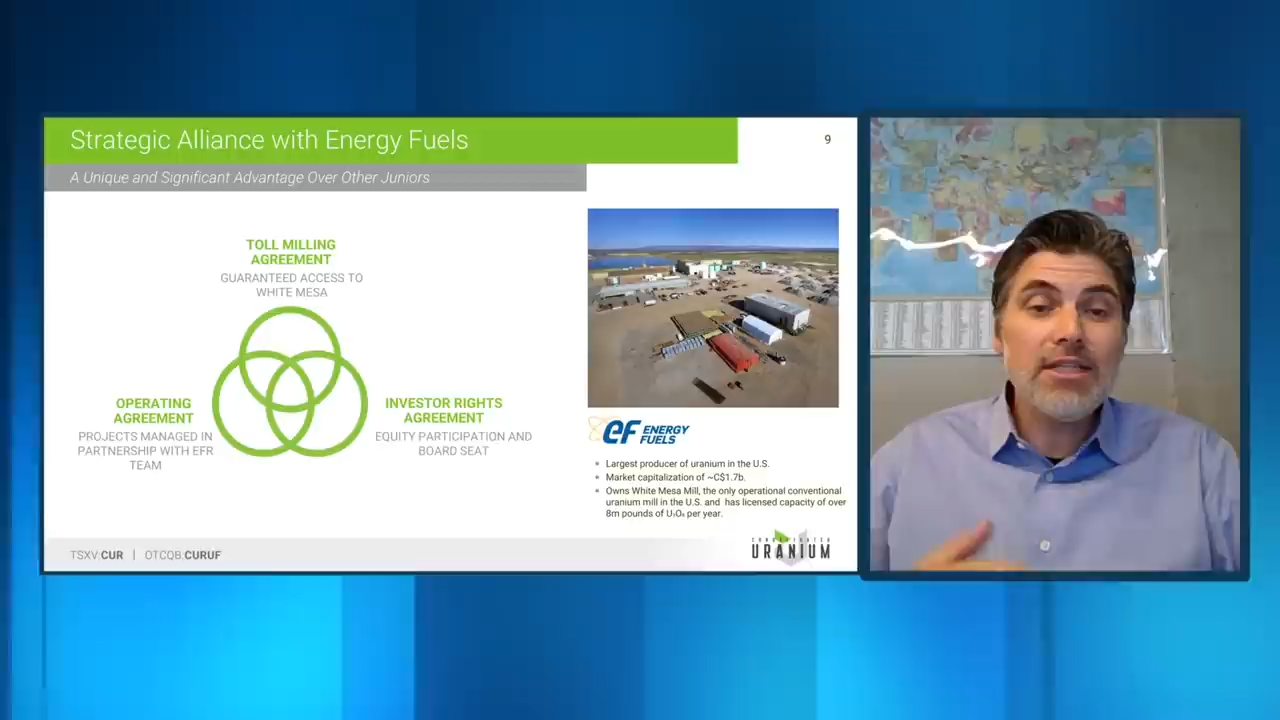 Strategic Alliance with Energy Fuels
9
A Unique and Significant Advantage Over Other Juniors
TOLL MILLING
AGREEMENT
GUARANTEED ACCESS TO
WHITE MESA
OPERATING
AGREEMENT
PROJECTS MANAGED IN
PARTNERSHIP WITH EFR
TEAM
INVESTOR RIGHTS
AGREEMENT
EQUITY PARTICIPATION AND
BOARD SEAT
ef ENERGY
FUELS
Largest producer of uranium in the U.S.
Market capitalization of ~C$1.7b.
Owns White Mesa Mill, the only operational conventional
uranium mill in the U.S. and has licensed capacity of over
8m pounds of U₃O₈ per year.
TSXV.CUR | OTCQB.CURUF
CONSOLIDATED
URANIUM